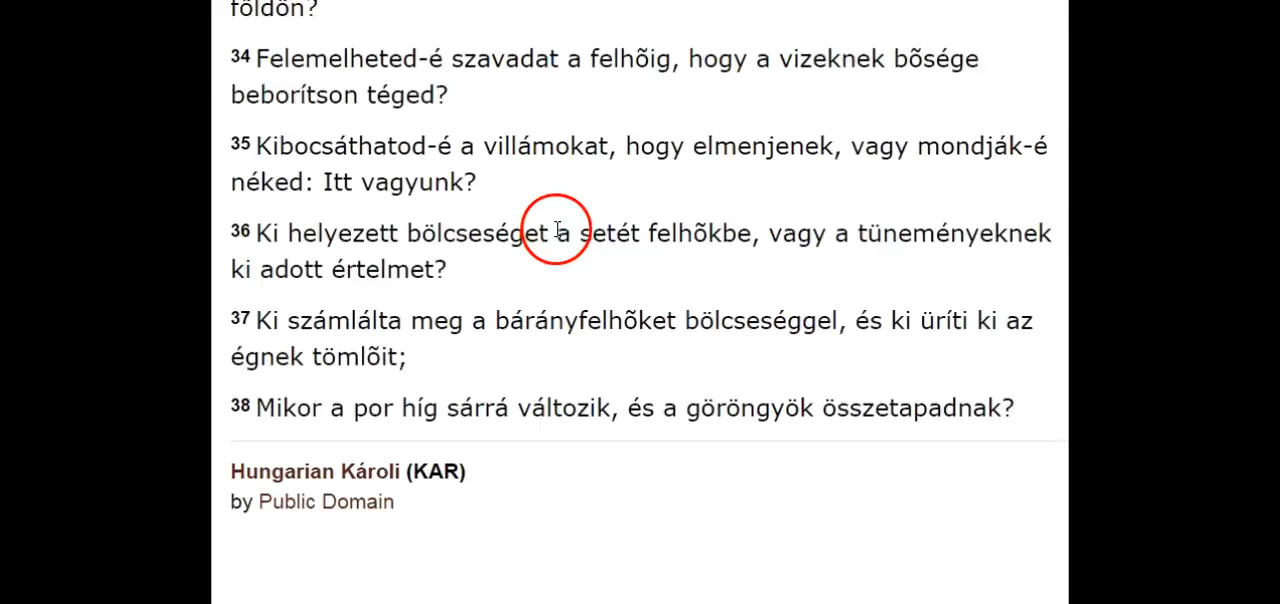 földön?
34 Felemelheted-é szavadat a felhõig, hogy a vizeknek bõsége
beborítson téged?
35 Kibocsáthatod-é a villámokat, hogy elmenjenek, vagy mondják-é
néked: Itt vagyunk?
36 Ki helyezett bölcseséget a setét felhõkbe, vagy a tüneményeknek
ki adott értelmet?
37 Ki számlálta meg a bárányfelhõket bölcseséggel, és ki üríti ki az
égnek tömlõit;
38 Mikor a por híg sárrá változik, és a göröngyök összetapadnak?
Hungarian Károli (KAR)
by Public Domain